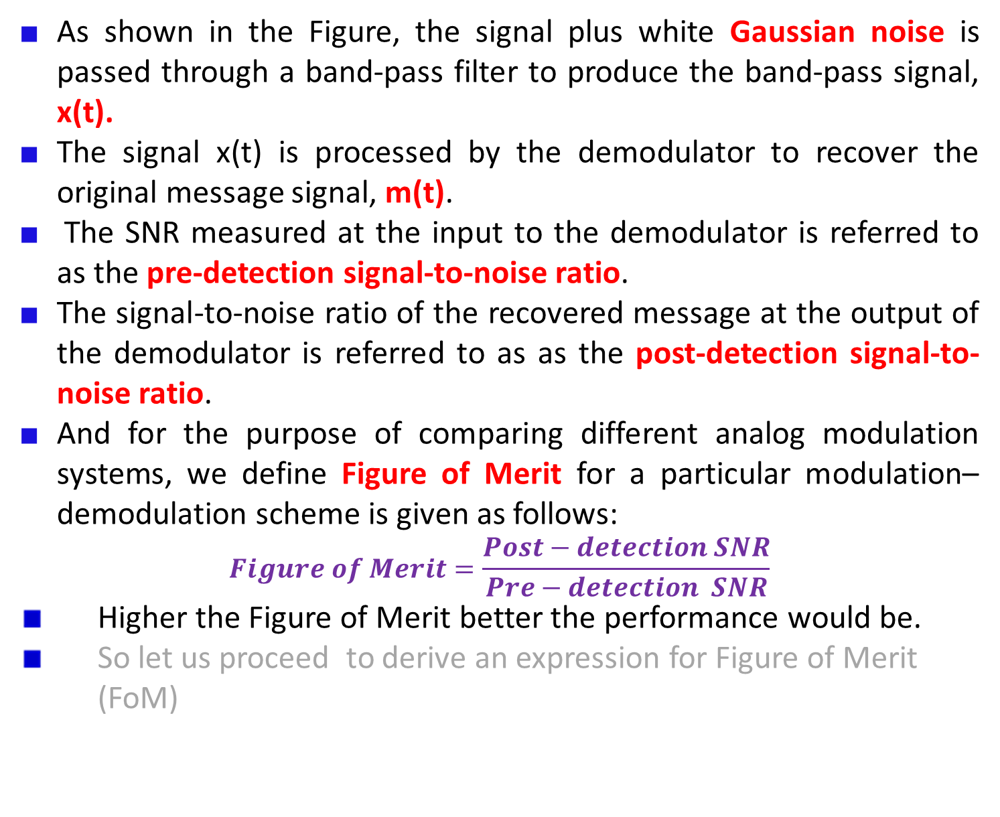 As shown in the Figure, the signal plus white Gaussian noise is
passed through a band-pass filter to produce the band-pass signal,
x(t).
The signal x(t) is processed by the demodulator to recover the
original message signal, m(t).
The SNR measured at the input to the demodulator is referred to
as the pre-detection signal-to-noise ratio.
The signal-to-noise ratio of the recovered message at the output of
the demodulator is referred to as as the post-detection signal-to-
noise ratio.
And for the purpose of comparing different analog modulation
systems, we define Figure of Merit for a particular modulation–
demodulation scheme is given as follows:
Figure of Merit = Post − detection SNR
Pre − detection SNR
Higher the Figure of Merit better the performance would be.
So let us proceed to derive an expression for Figure of Merit
(FoM)